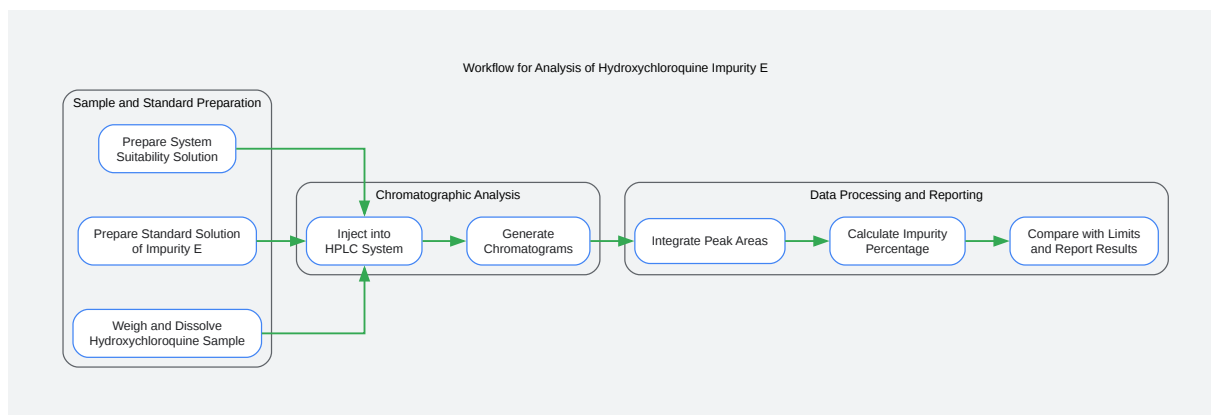 Workflow for Analysis of Hydroxychloroquine Impurity E
Sample and Standard Preparation
Prepare System
Suitability Solution
Prepare Standard Solution
of Impurity E
Weigh and Dissolve
Hydroxychloroquine Sample
Chromatographic Analysis
Inject into
HPLC System
Generate
Chromatograms
Data Processing and Reporting
Integrate Peak Areas
Calculate Impurity
Percentage
Compare with Limits
and Report Results